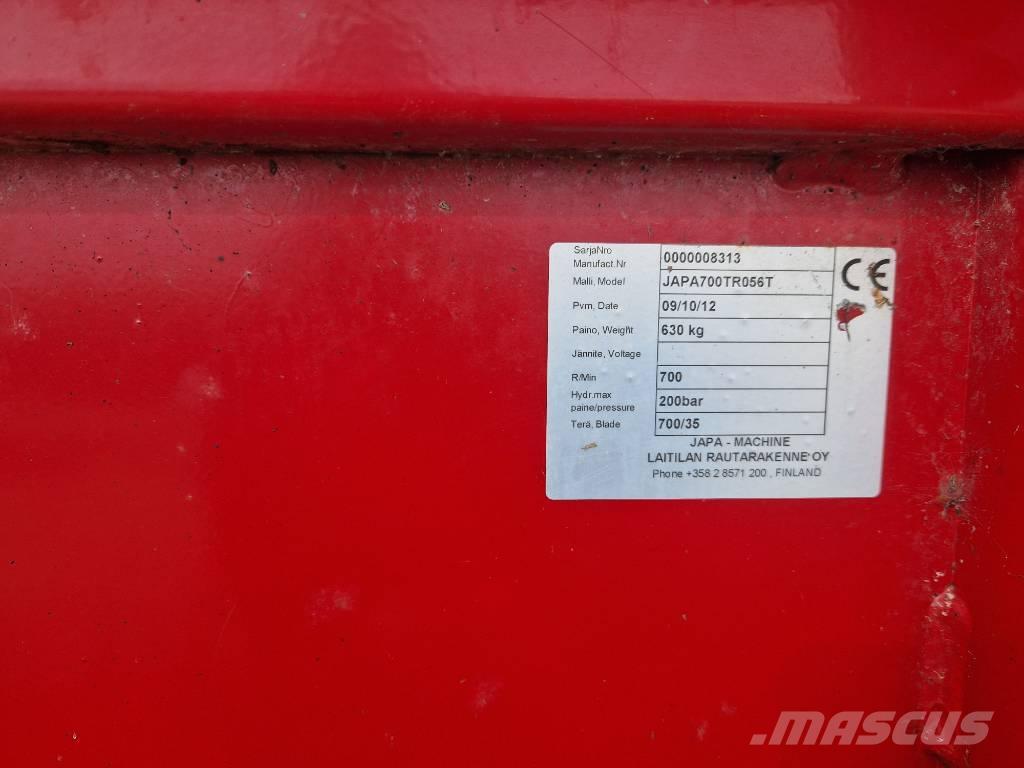 SarjaNro
Manufact.Nr 0000008313
Malli, Model JAPA700TR056T
Pvm, Date 09/10/12
Paino, Weight 630 kg
Jännite, Voltage
R/Min 700
Hydr.max
paine/pressure 200bar
Terä, Blade 700/35
JAPA - MACHINE
LAITILAN RAUTARAKENNE OY
Phone +358 2 8571 200 , FINLAND
CE
MASCUS